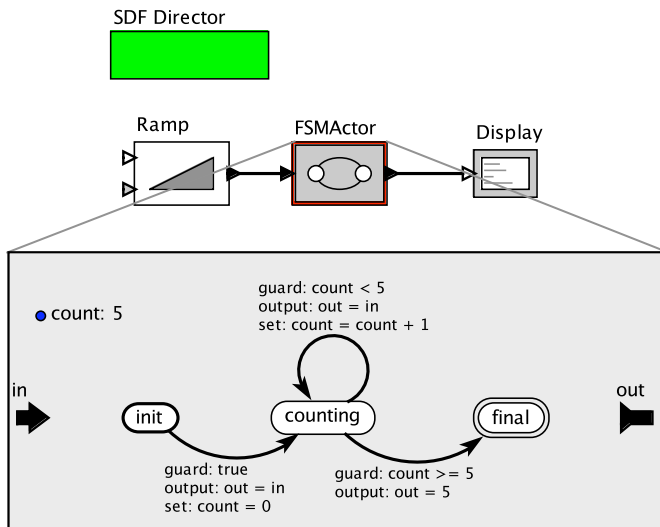 SDF Director
Ramp
FSMActor
Display
count: 5
guard: count < 5
output: out = in
set: count = count + 1
in
out
init
counting
final
guard: true
output: out = in
set: count = 0
guard: count >= 5
output: out = 5